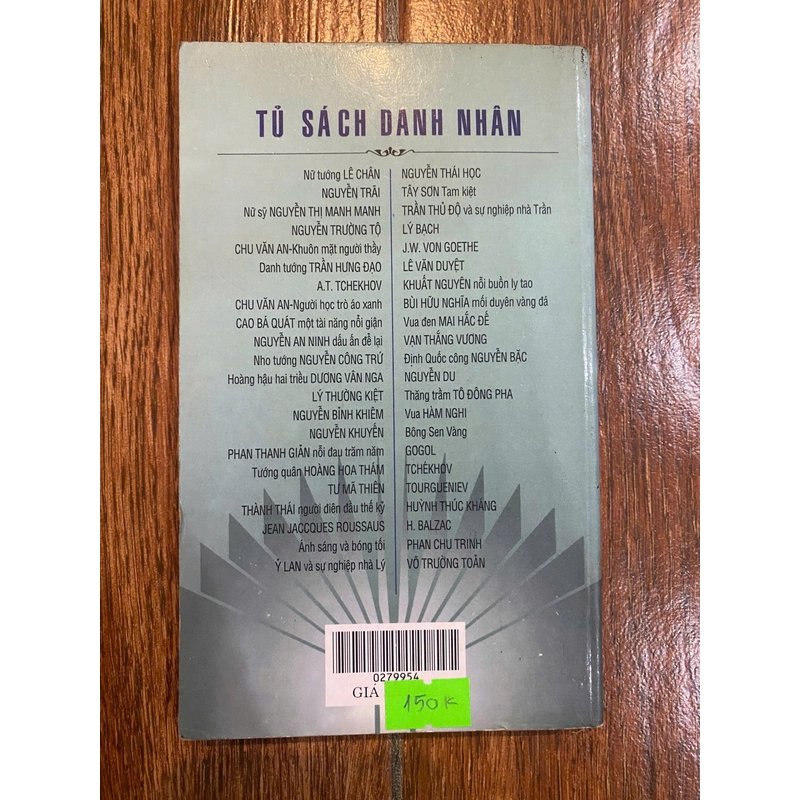 TỦ SÁCH DANH NHÂN
Nữ tướng LÊ CHÂN
NGUYỄN TRÃI
Nữ sỹ NGUYỄN THỊ MANH MANH
NGUYỄN TRƯỜNG TỘ
CHU VĂN AN-Khuôn mặt người thầy
Danh tướng TRẦN HƯNG ĐẠO
A.T. TCHEKHOV
CHU VĂN AN-Người học trò áo xanh
CAO BÁ QUÁT một tài năng nổi giận
NGUYỄN AN NINH dấu ấn để lại
Nho tướng NGUYỄN CÔNG TRỨ
Hoàng hậu hai triều DƯƠNG VÂN NGA
LÝ THƯỜNG KIỆT
NGUYỄN BỈNH KHIÊM
NGUYỄN KHUYẾN
PHAN THANH GIẢN nỗi đau trăm năm
Tướng quân HOÀNG HOA THÁM
TƯ MÃ THIÊN
THÀNH THÁI người điên đầu thế kỷ
JEAN JACCQUES ROUSSAUS
Ánh sáng và bóng tối
Ỷ LAN và sự nghiệp nhà Lý
NGUYỄN THÁI HỌC
TÂY SƠN Tam kiệt
TRẦN THỦ ĐỘ và sự nghiệp nhà Trần
LÝ BẠCH
J.W. VON GOETHE
LÊ VĂN DUYỆT
KHUẤT NGUYÊN nỗi buồn ly tao
BÙI HỮU NGHĨA mối duyên vàng đá
Vua đen MAI HẮC ĐẾ
VẠN THẮNG VƯƠNG
Định Quốc công NGUYỄN BẶC
NGUYỄN DU
Thăng trầm TÔ ĐÔNG PHA
Vua HÀM NGHI
Bông Sen Vàng
GOGOL
TCHÉKHOV
TOURGUENIEV
HUỲNH THÚC KHÁNG
H. BALZAC
PHAN CHU TRINH
VÕ TRƯỜNG TOẢN
0279954
GIÁ
150K